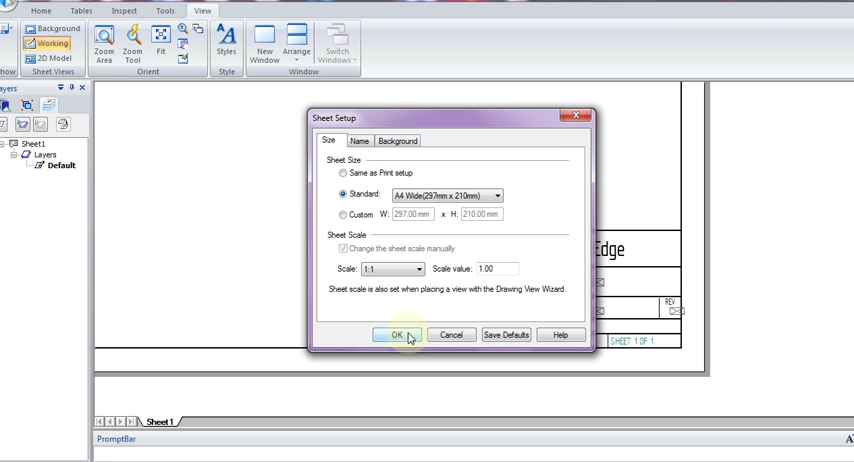 Home Tables Inspect Tools View
Background
Working
2D Model
Zoom Area
Zoom Tool
Fit
Styles
New Window
Arrange
Switch Windows
how Sheet Views Orient Style Window
ayers
Sheet1
Layers
Default
Sheet Setup
Size Name Background
Sheet Size
Same as Print setup
Standard: A4 Wide(297mm x 210mm)
Custom W: 297.00 mm x H: 210.00 mm
Sheet Scale
Change the sheet scale manually
Scale: 1:1 Scale value: 1.00
Sheet scale is also set when placing a view with the Drawing View Wizard.
OK Cancel Save Defaults Help
Edge
REV
SHEET 1 OF 1
Sheet1
PromptBar
A